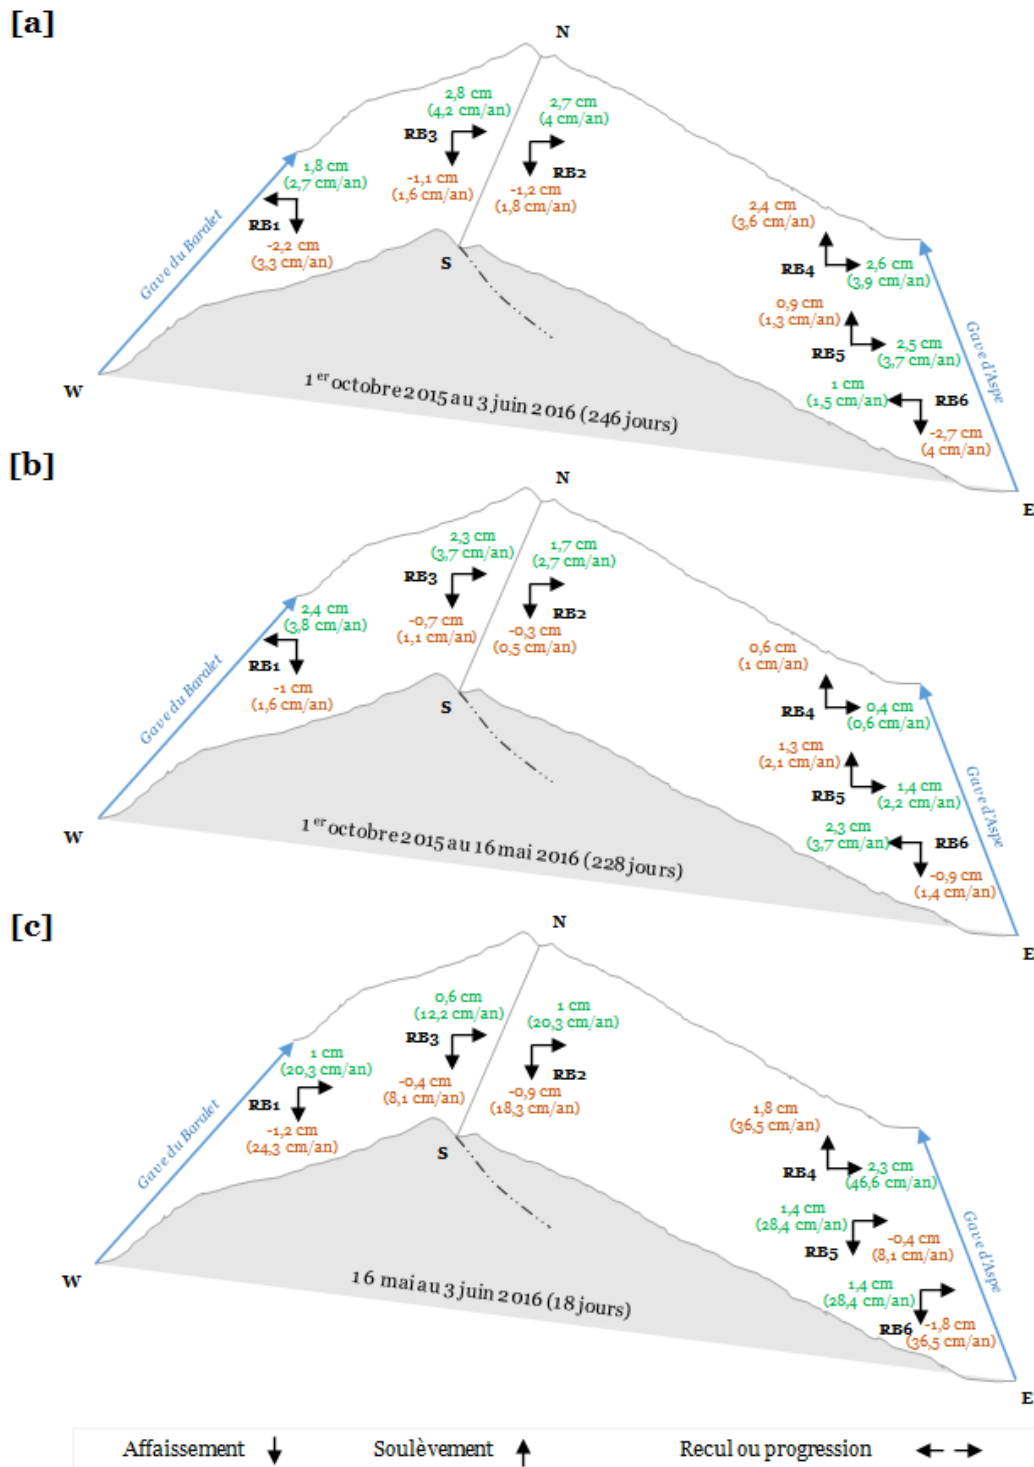 [a]
N
2,8 cm
(4,2 cm/an)
2,7 cm
(4 cm/an)
RB3
RB2
-1,1 cm
(1,6 cm/an)
-1,2 cm
(1,8 cm/an)
1,8 cm
(2,7 cm/an)
RB1
-2,2 cm
(3,3 cm/an)
Gave du Baralet
S
2,4 cm
(3,6 cm/an)
RB4
2,6 cm
(3,9 cm/an)
0,9 cm
(1,3 cm/an)
RB5
2,5 cm
(3,7 cm/an)
1 cm
(1,5 cm/an)
RB6
-2,7 cm
(4 cm/an)
Gave d'Aspe
W
1er octobre 2015 au 3 juin 2016 (246 jours)
E
[b]
N
2,3 cm
(3,7 cm/an)
1,7 cm
(2,7 cm/an)
RB3
RB2
-0,7 cm
(1,1 cm/an)
-0,3 cm
(0,5 cm/an)
2,4 cm
(3,8 cm/an)
RB1
-1 cm
(1,6 cm/an)
Gave du Baralet
S
0,6 cm
(1 cm/an)
RB4
0,4 cm
(0,6 cm/an)
1,3 cm
(2,1 cm/an)
RB5
1,4 cm
(2,2 cm/an)
2,3 cm
(3,7 cm/an)
RB6
-0,9 cm
(1,4 cm/an)
Gave d'Aspe
W
1er octobre 2015 au 16 mai 2016 (228 jours)
E
[c]
N
0,6 cm
(12,2 cm/an)
1 cm
(20,3 cm/an)
RB3
RB2
-0,4 cm
(8,1 cm/an)
-0,9 cm
(18,3 cm/an)
1 cm
(20,3 cm/an)
RB1
-1,2 cm
(24,3 cm/an)
Gave du Baralet
S
1,8 cm
(36,5 cm/an)
RB4
2,3 cm
(46,6 cm/an)
1,4 cm
(28,4 cm/an)
RB5
-0,4 cm
(8,1 cm/an)
1,4 cm
(28,4 cm/an)
RB6
-1,8 cm
(36,5 cm/an)
Gave d'Aspe
W
16 mai au 3 juin 2016 (18 jours)
E
Affaissement
Soulèvement
Recul ou progression